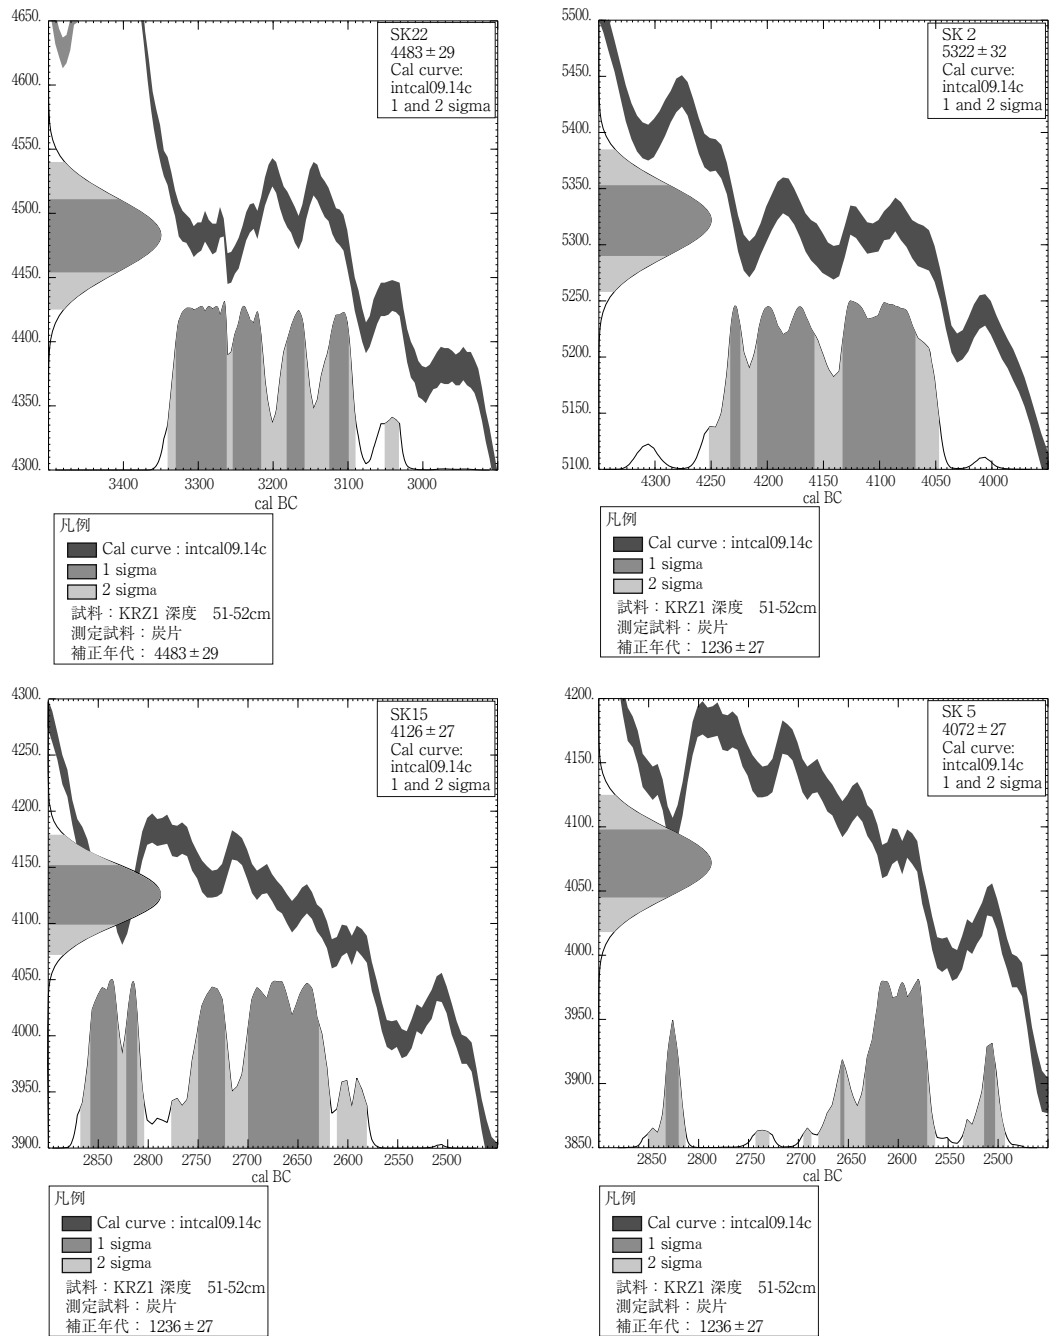 4650.
4600.
4550.
4500.
4450.
4400.
4350.
4300.
SK22
4483±29
Cal curve:
intcal09.14c
1 and 2 sigma
3400 3300 3200 3100 3000
cal BC
凡例
Cal curve : intcal09.14c
1 sigma
2 sigma
試料：KRZ1 深度 51-52cm
測定試料：炭片
補正年代：4483±29
5500.
5450.
5400.
5350.
5300.
5250.
5200.
5150.
5100.
SK 2
5322±32
Cal curve:
intcal09.14c
1 and 2 sigma
4300 4250 4200 4150 4100 4050 4000
cal BC
凡例
Cal curve : intcal09.14c
1 sigma
2 sigma
試料：KRZ1 深度 51-52cm
測定試料：炭片
補正年代：1236±27
4300.
4250.
4200.
4150.
4100.
4050.
4000.
3950.
3900.
SK15
4126±27
Cal curve:
intcal09.14c
1 and 2 sigma
2850 2800 2750 2700 2650 2600 2550 2500
cal BC
凡例
Cal curve : intcal09.14c
1 sigma
2 sigma
試料：KRZ1 深度 51-52cm
測定試料：炭片
補正年代：1236±27
4200.
4150.
4100.
4050.
4000.
3950.
3900.
3850.
SK 5
4072±27
Cal curve:
intcal09.14c
1 and 2 sigma
2850 2800 2750 2700 2650 2600 2550 2500
cal BC
凡例
Cal curve : intcal09.14c
1 sigma
2 sigma
試料：KRZ1 深度 51-52cm
測定試料：炭片
補正年代：1236±27